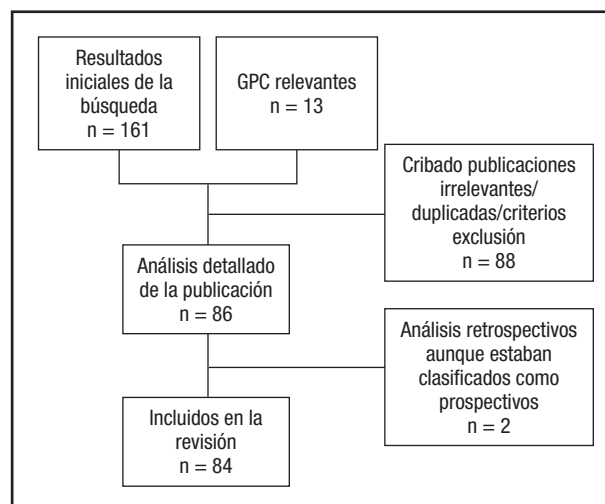 Resultados
iniciales de la
búsqueda
n = 161
GPC relevantes
n = 13
Cribado publicaciones
irrelevantes/
duplicadas/criterios
exclusión
n = 88
Análisis detallado
de la publicación
n = 86
Análisis retrospectivos
aunque estaban
clasificados como
prospectivos
n = 2
Incluidos en la
revisión
n = 84